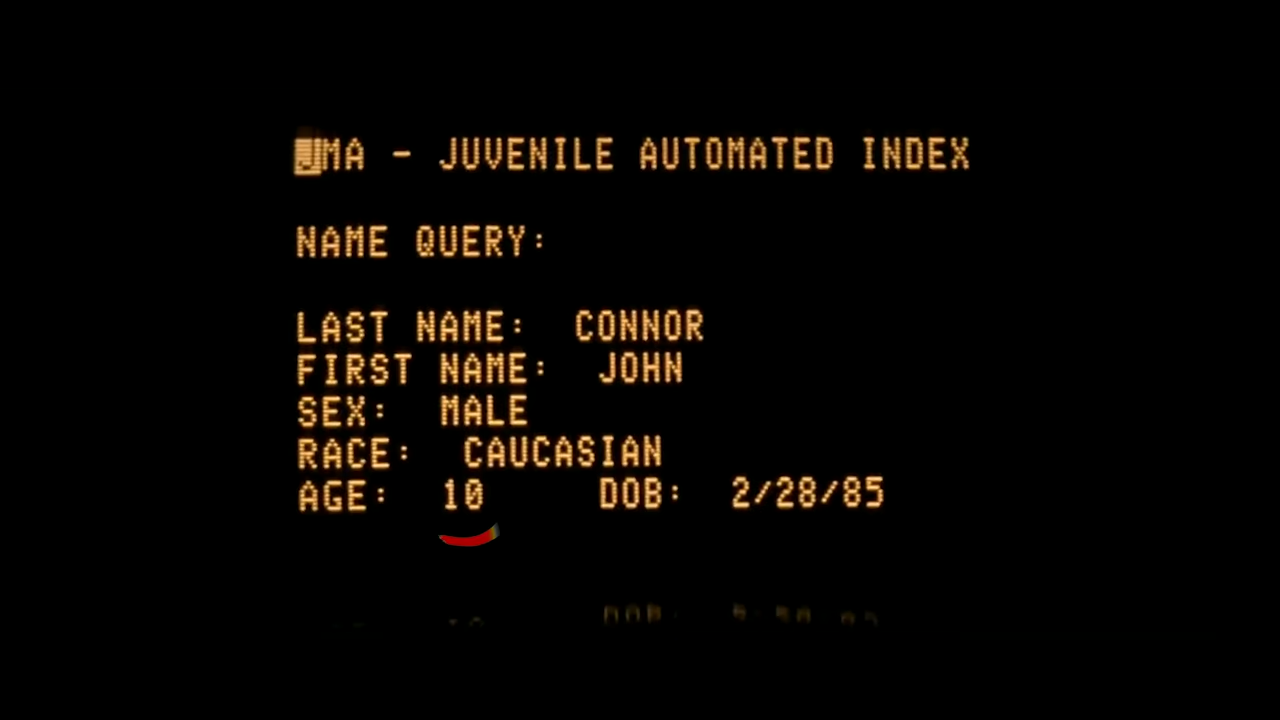 JMA - JUVENILE AUTOMATED INDEX
NAME QUERY:
LAST NAME: CONNOR
FIRST NAME: JOHN
SEX: MALE
RACE: CAUCASIAN
AGE: 10 DOB: 2/28/85